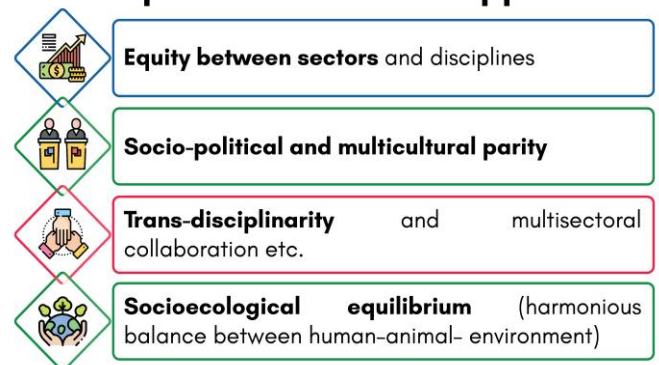 Equity between sectors and disciplines
Socio-political and multicultural parity
Trans-disciplinarity and multisectoral
collaboration etc.
Socioecological equilibrium (harmonious
balance between human-animal- environment)